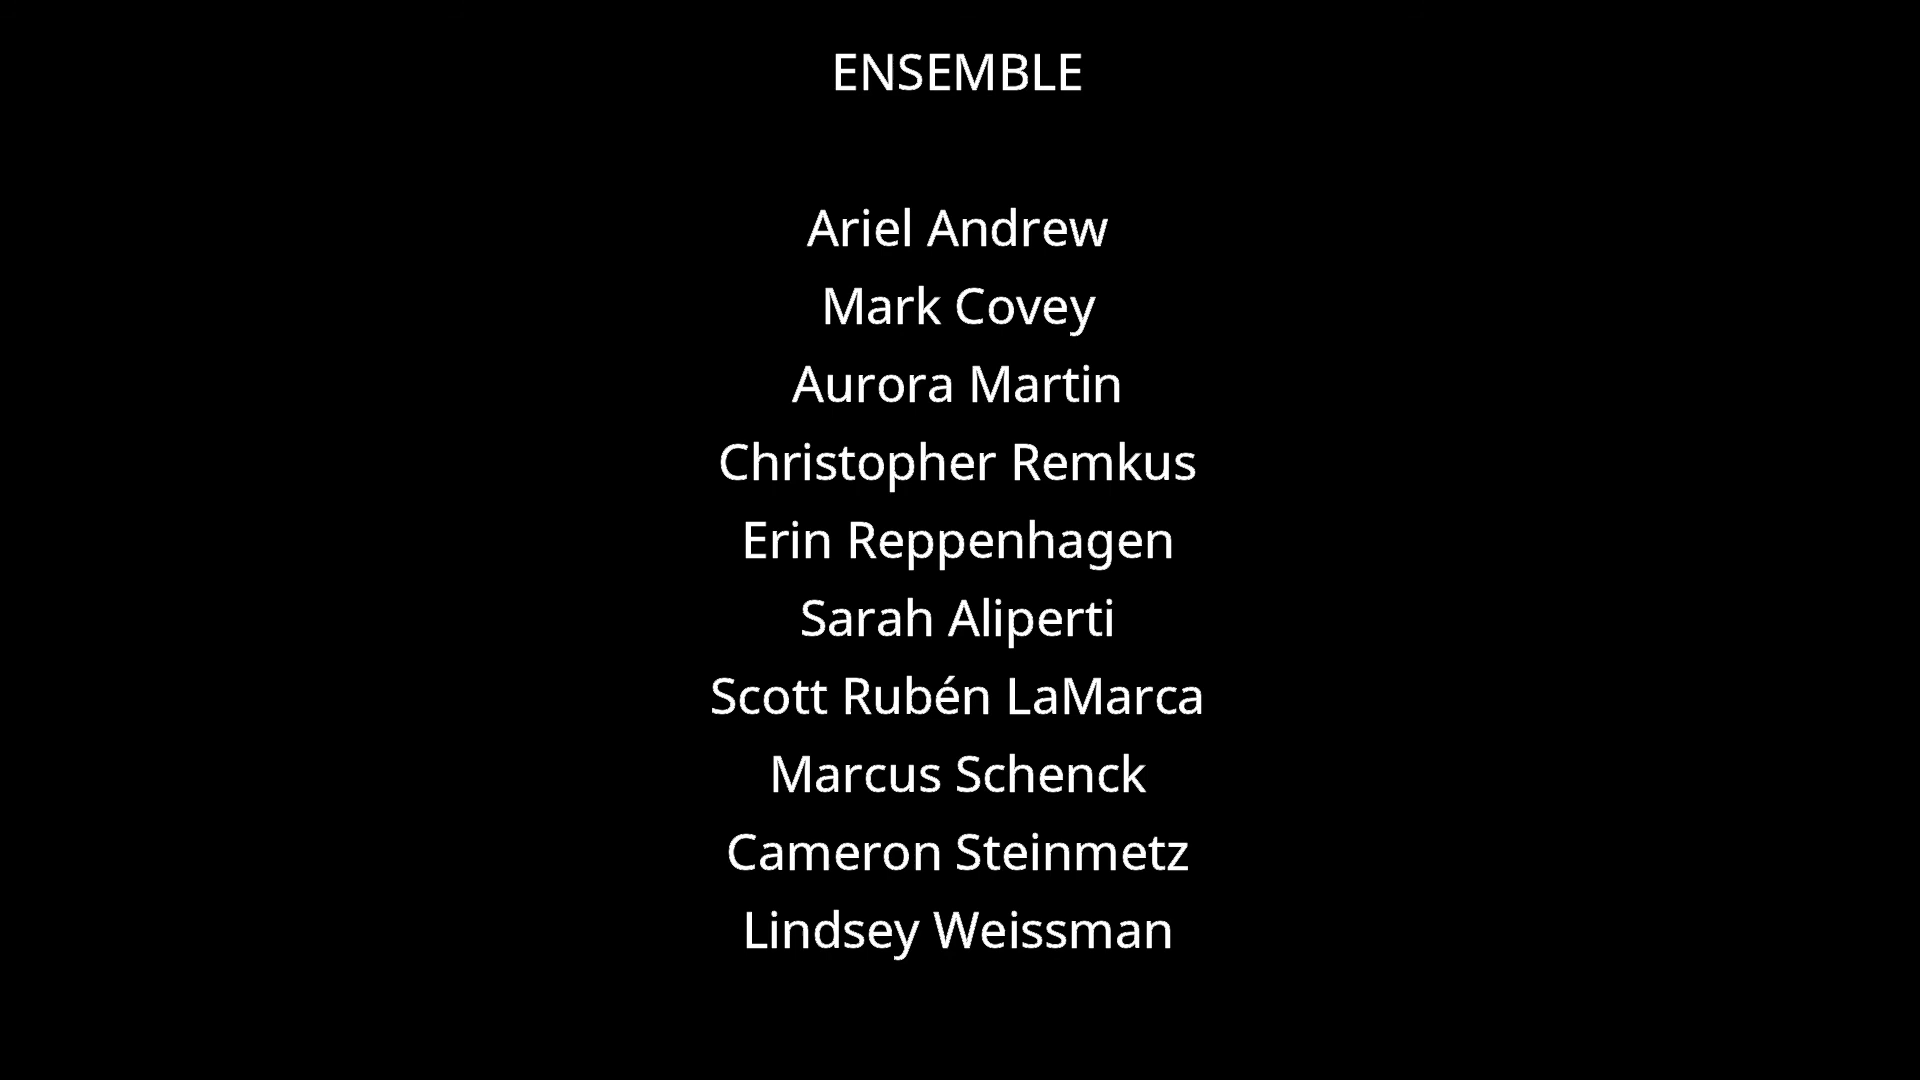 ENSEMBLE
Ariel Andrew
Mark Covey
Aurora Martin
Christopher Remkus
Erin Reppenhagen
Sarah Aliperti
Scott Rubén LaMarca
Marcus Schenck
Cameron Steinmetz
Lindsey Weissman